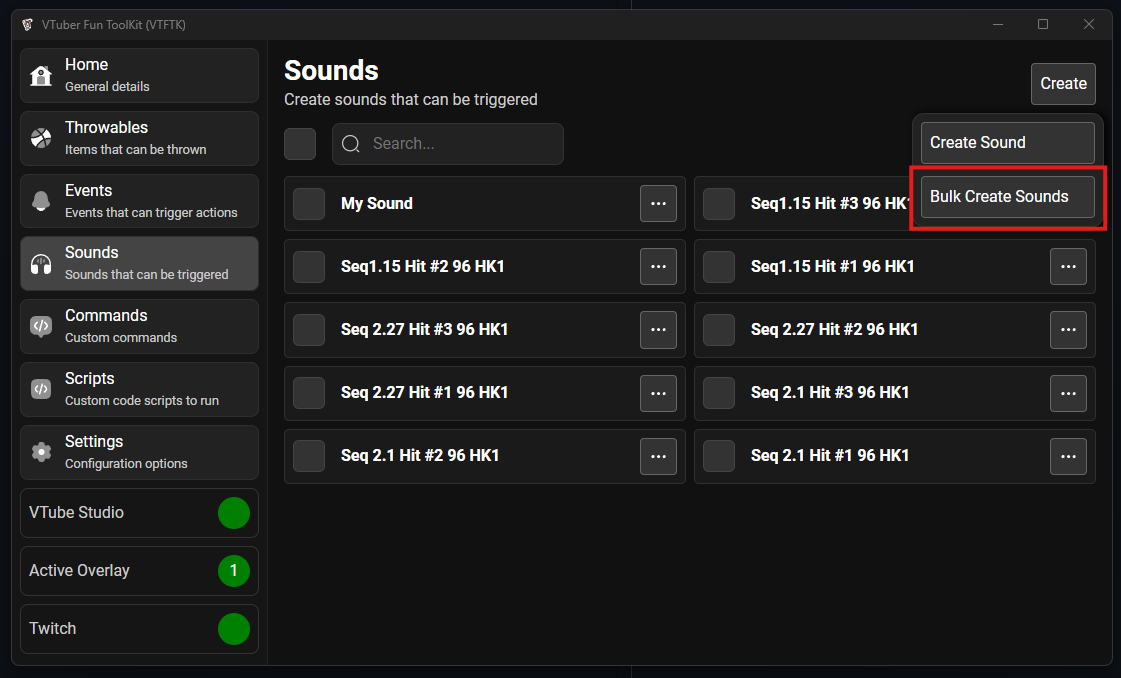 VTuber Fun ToolKit (VTFTK)
Home
General details
Throwables
Items that can be thrown
Events
Events that can trigger actions
Sounds
Sounds that can be triggered
Commands
Custom commands
Scripts
Custom code scripts to run
Settings
Configuration options
VTube Studio
Active Overlay 1
Twitch
Sounds
Create sounds that can be triggered
Create
Create Sound
Bulk Create Sounds
Search...
My Sound
Seq1.15 Hit #3 96 HK1
Seq1.15 Hit #2 96 HK1
Seq1.15 Hit #1 96 HK1
Seq 2.27 Hit #3 96 HK1
Seq 2.27 Hit #2 96 HK1
Seq 2.27 Hit #1 96 HK1
Seq 2.1 Hit #3 96 HK1
Seq 2.1 Hit #2 96 HK1
Seq 2.1 Hit #1 96 HK1